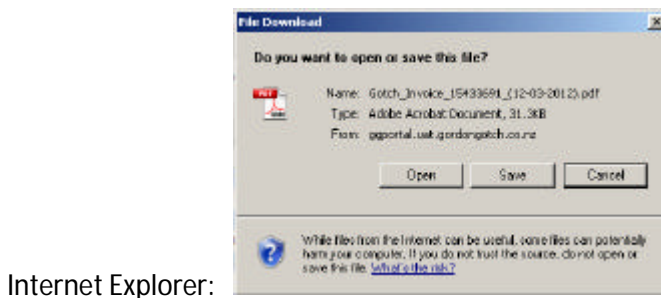 File Download
Do you want to open or save this file?
Name: Gotch_Invoice_15433691_(12-03-2012).pdf
Type: Adobe Acrobat Document, 31.3KB
From: ggportal.uat.gordongotch.co.nz
Open Save Cancel
While files from the Internet can be useful, some files can potentially
harm your computer. If you do not trust the source, do not open or
save this file. What's the risk?
Internet Explorer: